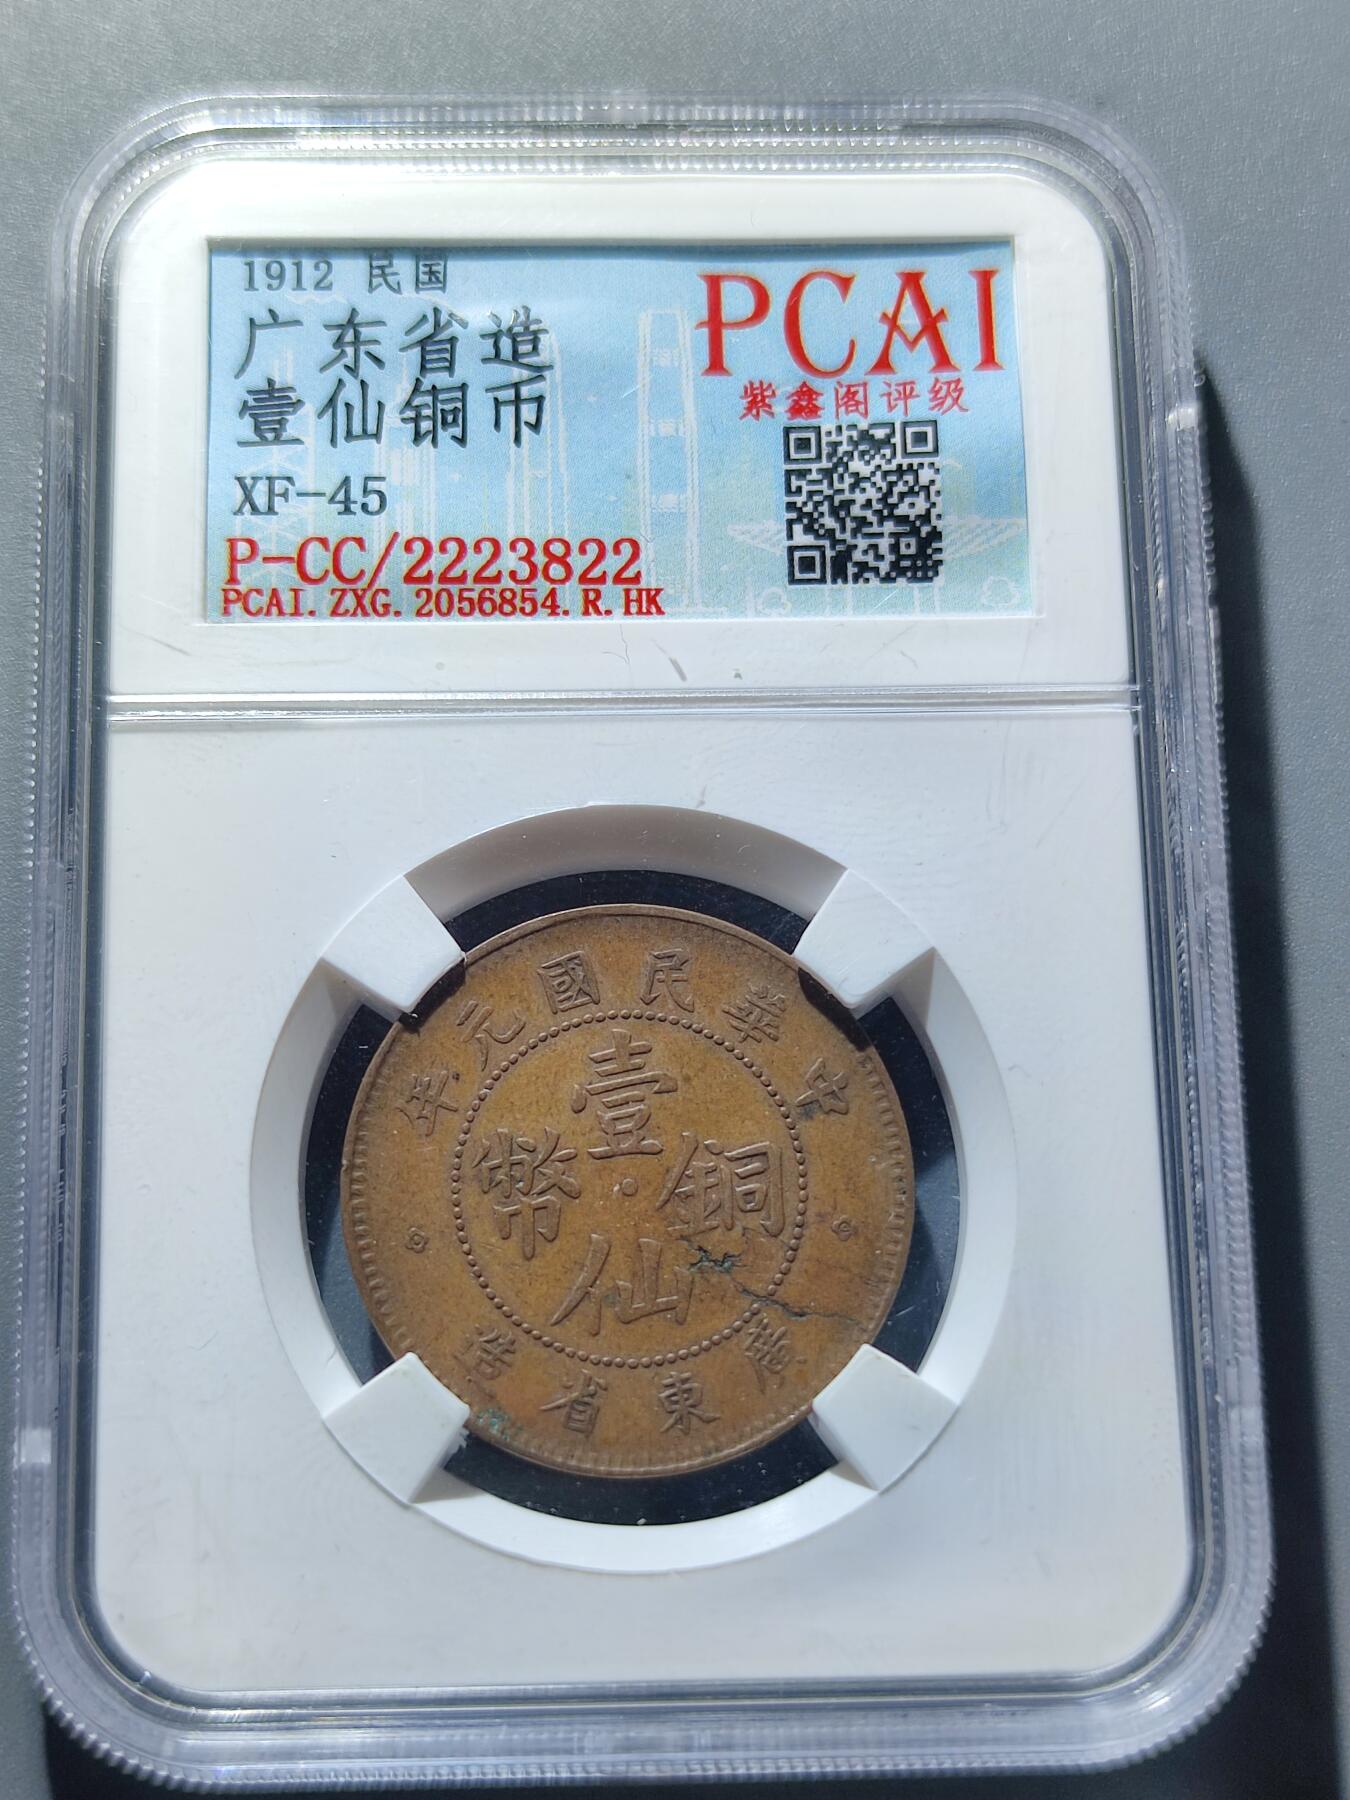 1912 民国
广东省造
壹仙铜币
XF-45
P-CC/2223822
PCAI. ZXG. 2056854. R. HK
PCAI
紫鑫阁评级
中華民國元年
壹
銅幣
仙
廣東省造